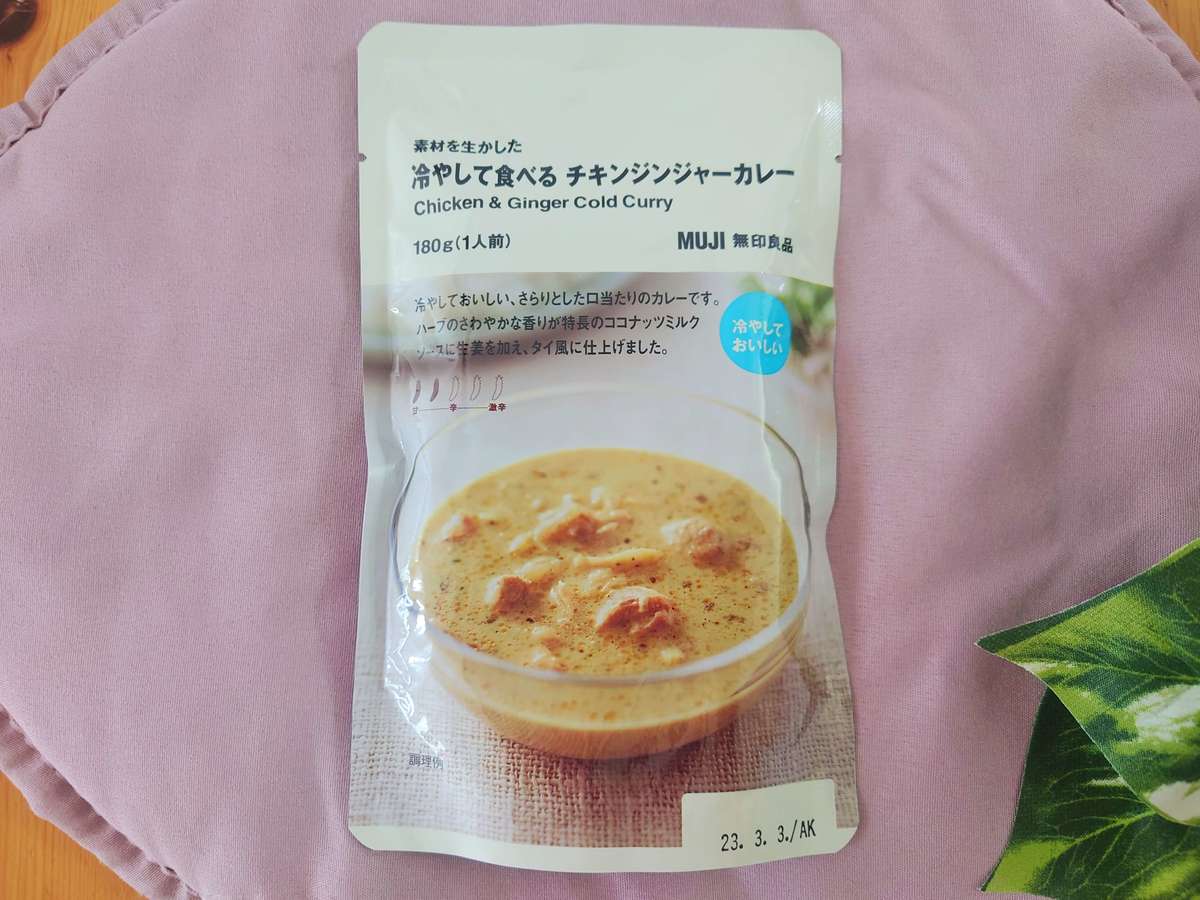 素材を生かした
冷やして食べる チキンジンジャーカレー
Chicken & Ginger Cold Curry
180g(1人前)
MUJI 無印良品
冷やしておいしい、さらりとした口当たりのカレーです。
ハーブのさわやかな香りが特長のココナッツミルク
ソースに生姜を加え、タイ風に仕上げました。
冷やして
おいしい
甘 辛 激辛
調理例
23. 3. 3./AK